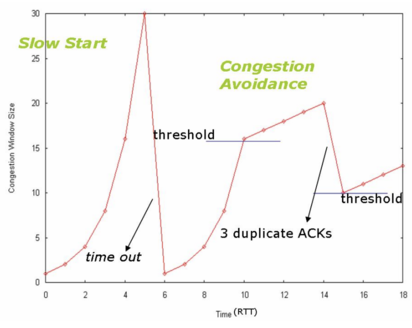 Slow Start
Congestion
Avoidance
threshold
time out
3 duplicate ACKs
threshold
Congestion Window Size
30
25
20
15
10
5
0
0 2 4 6 8 10 12 14 16 18
Time (RTT)